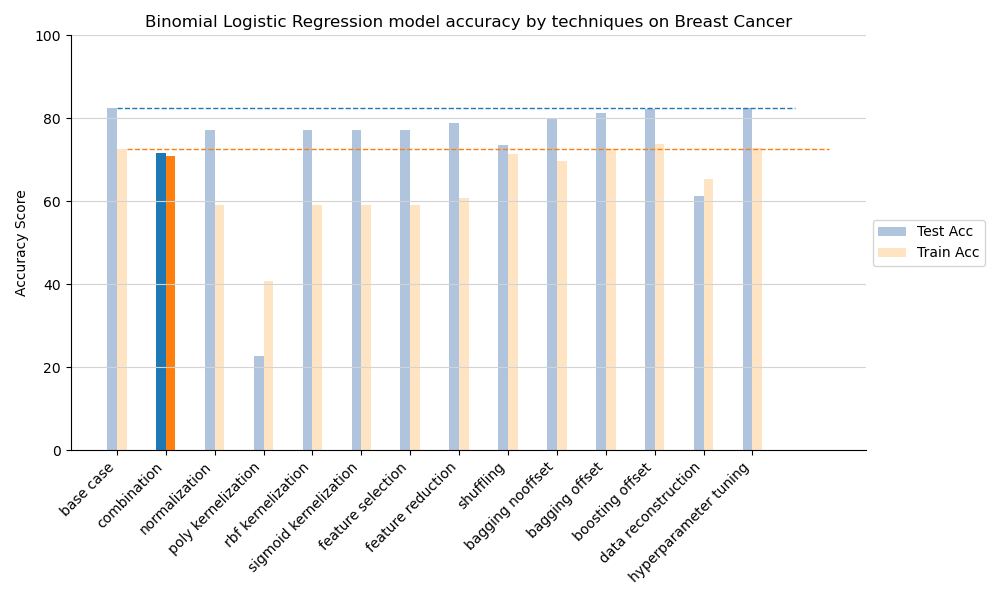 Binomial Logistic Regression model accuracy by techniques on Breast Cancer
Accuracy Score
100
80
60
40
20
0
base case
combination
normalization
poly kernelization
rbf kernelization
sigmoid kernelization
feature selection
feature reduction
shuffling
bagging nooffset
bagging offset
boosting offset
data reconstruction
hyperparameter tuning
Test Acc
Train Acc